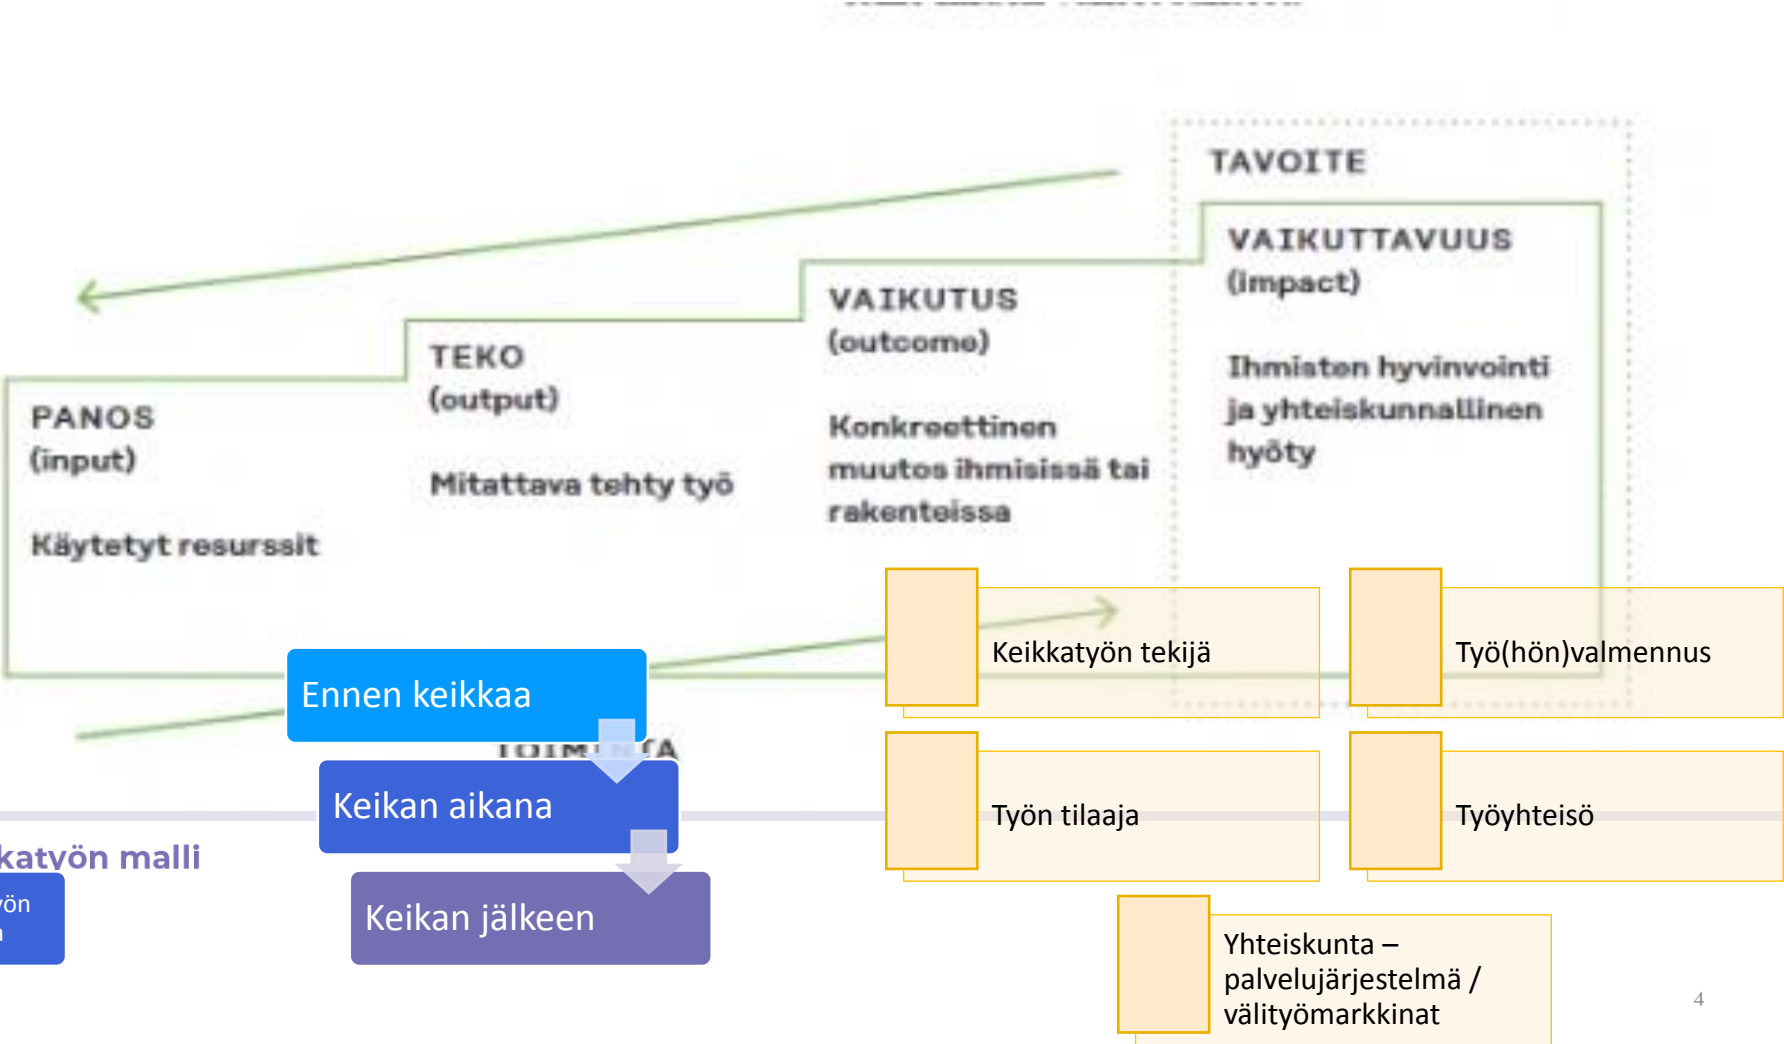 TAVOITE
VAIKUTTAVUUS
(impact)
Ihmisten hyvinvointi
ja yhteiskunnallinen
hyöty
VAIKUTUS
(outcome)
Konkreettinen
muutos ihmisissä tai
rakenteissa
TEKO
(output)
Mitattava tehty työ
PANOS
(input)
Käytetyt resurssit
TOIMINTA
Ennen keikkaa
Keikan aikana
Keikan jälkeen
katyön malli
yön
Keikkatyön tekijä
Työ(hön)valmennus
Työn tilaaja
Työyhteisö
Yhteiskunta –
palvelujärjestelmä /
välityömarkkinat
4